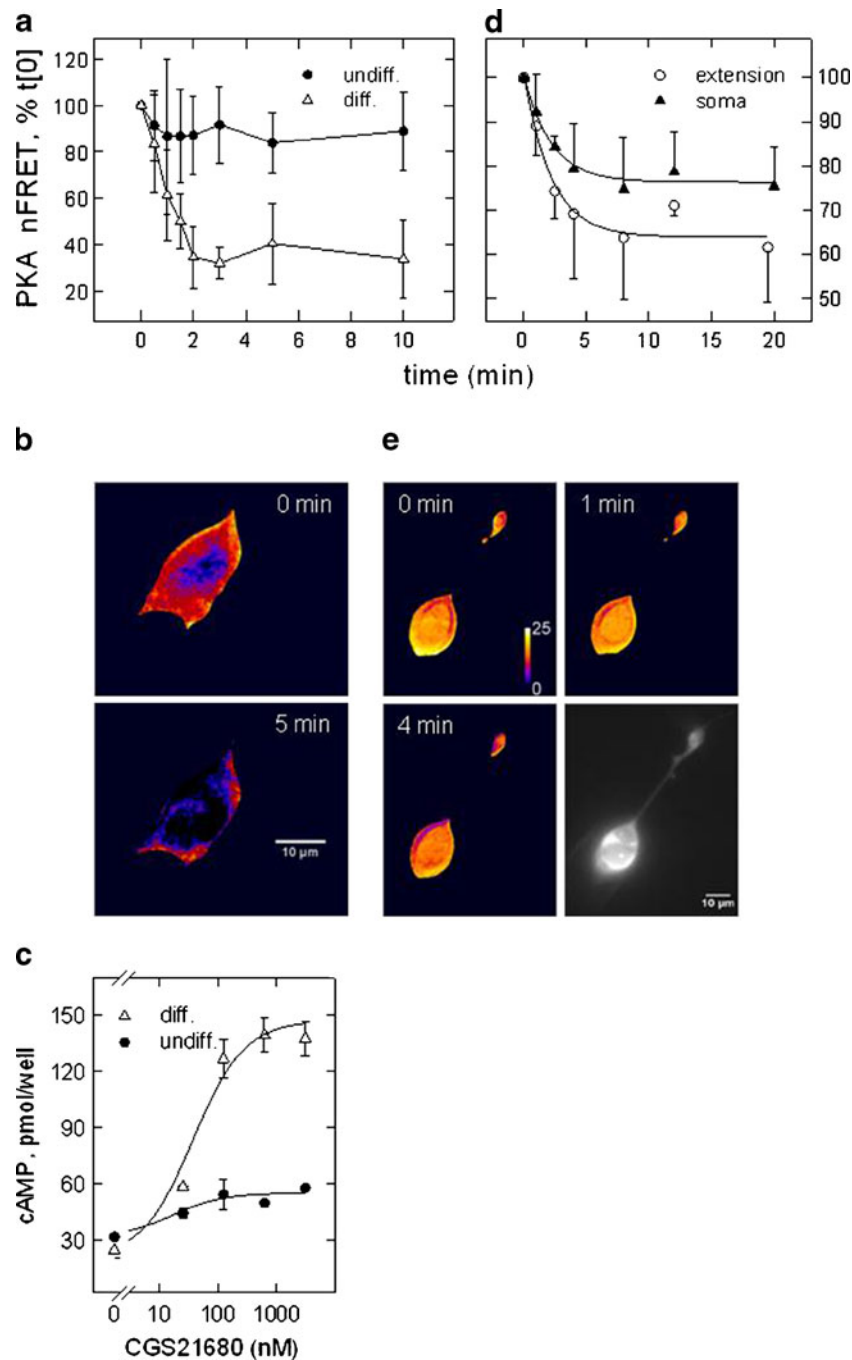 a
PKA nFRET, % t[0]
120
100
80
60
40
20
undiff.
diff.
0 2 4 6 8 10
d
extension
soma
100
90
80
70
60
50
0 5 10 15 20
time (min)
b
0 min
5 min
10 µm
e
0 min
25
0
1 min
4 min
10 µm
c
cAMP, pmol/well
150
120
90
60
30
diff.
undiff.
0 10 100 1000
CGS21680 (nM)